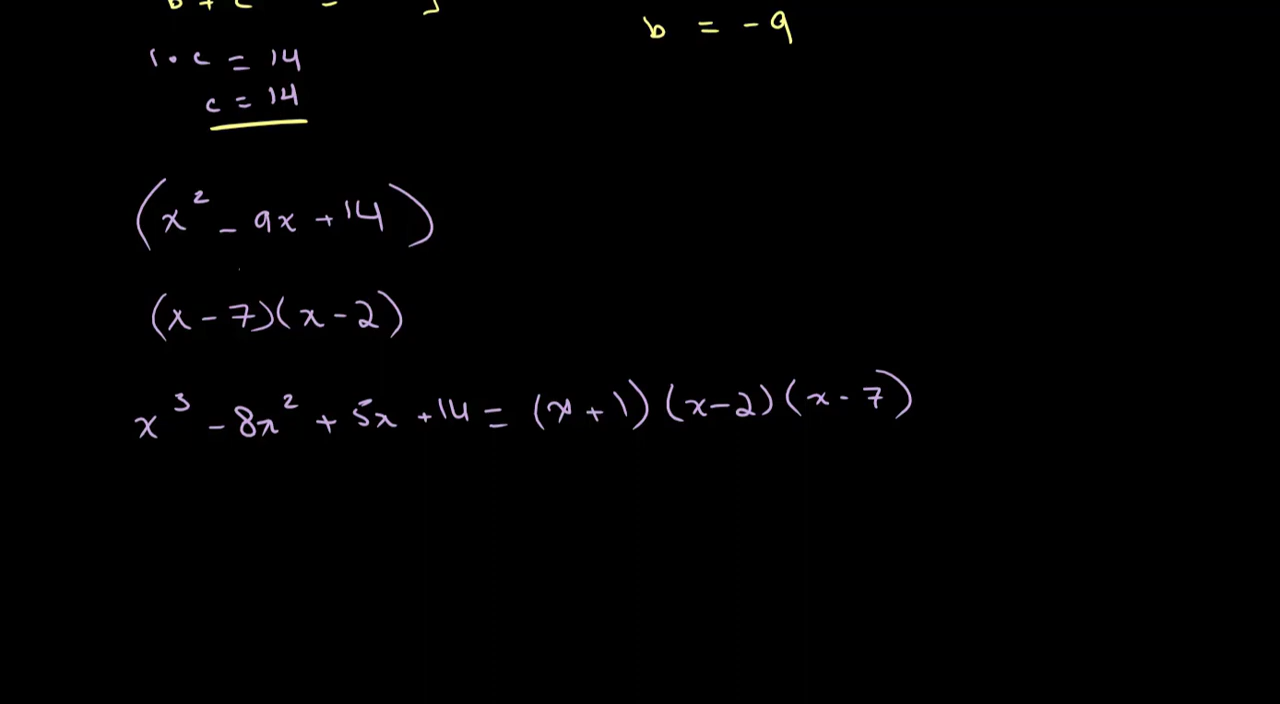 b = -9
1 · c = 14
c = 14
(x² - 9x + 14)
(x - 7)(x - 2)
x³ - 8x² + 5x + 14 = (x + 1)(x - 2)(x - 7)